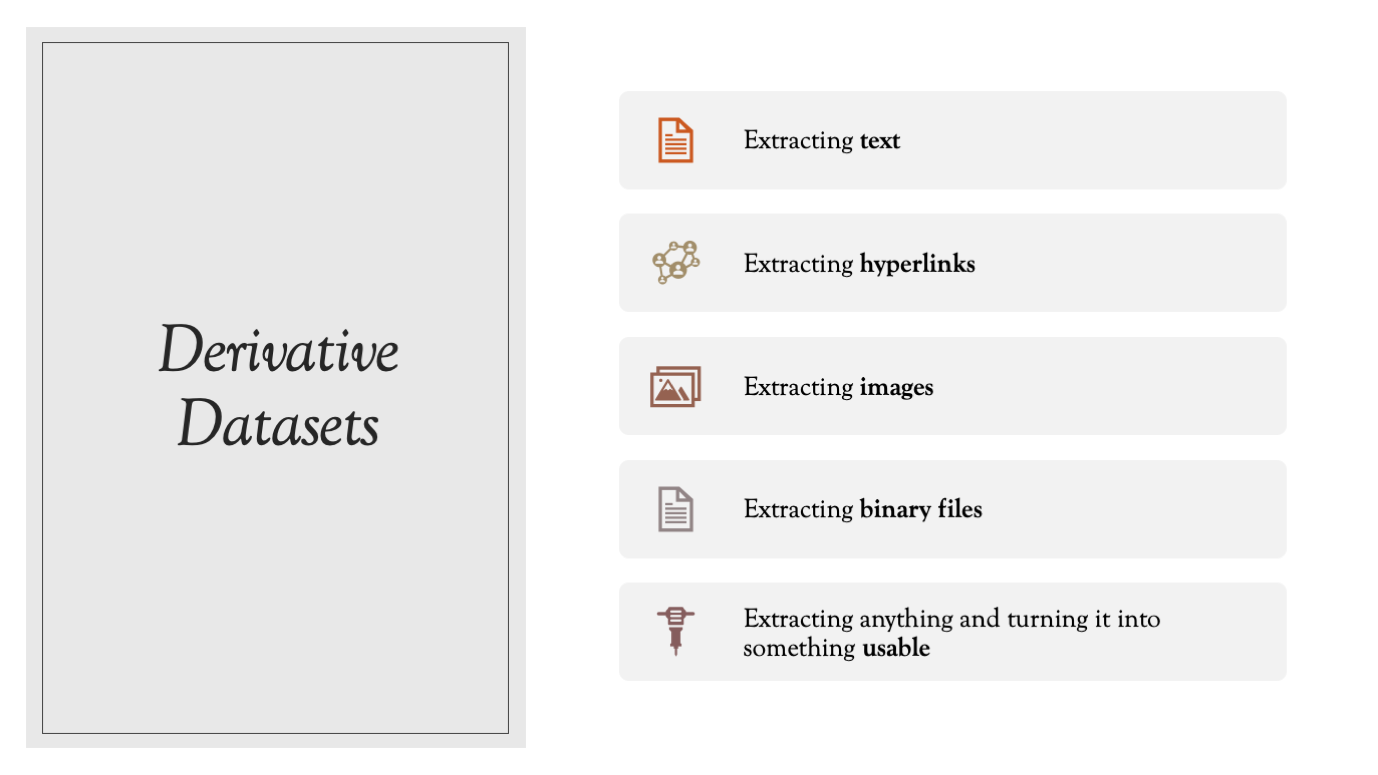 Derivative
Datasets
Extracting text
Extracting hyperlinks
Extracting images
Extracting binary files
Extracting anything and turning it into
something usable